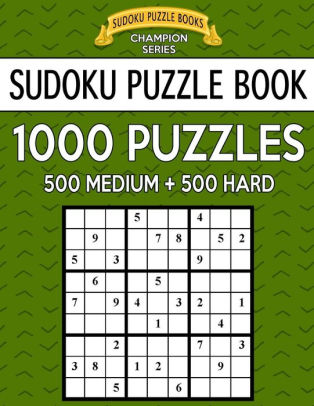 SUDOKU PUZZLE BOOKS
CHAMPION
SERIES
SUDOKU PUZZLE BOOK
1000 PUZZLES
500 MEDIUM + 500 HARD
5 4
9 7 8 5 2
5 3 9
6 5
7 9 4 3 2 1
1 4
2 7 3
3 8 1 2 9
5 6